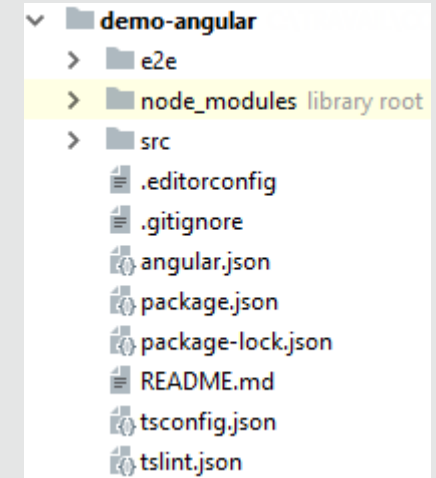 demo-angular
e2e
node_modules library root
src
.editorconfig
.gitignore
angular.json
package.json
package-lock.json
README.md
tsconfig.json
tslint.json